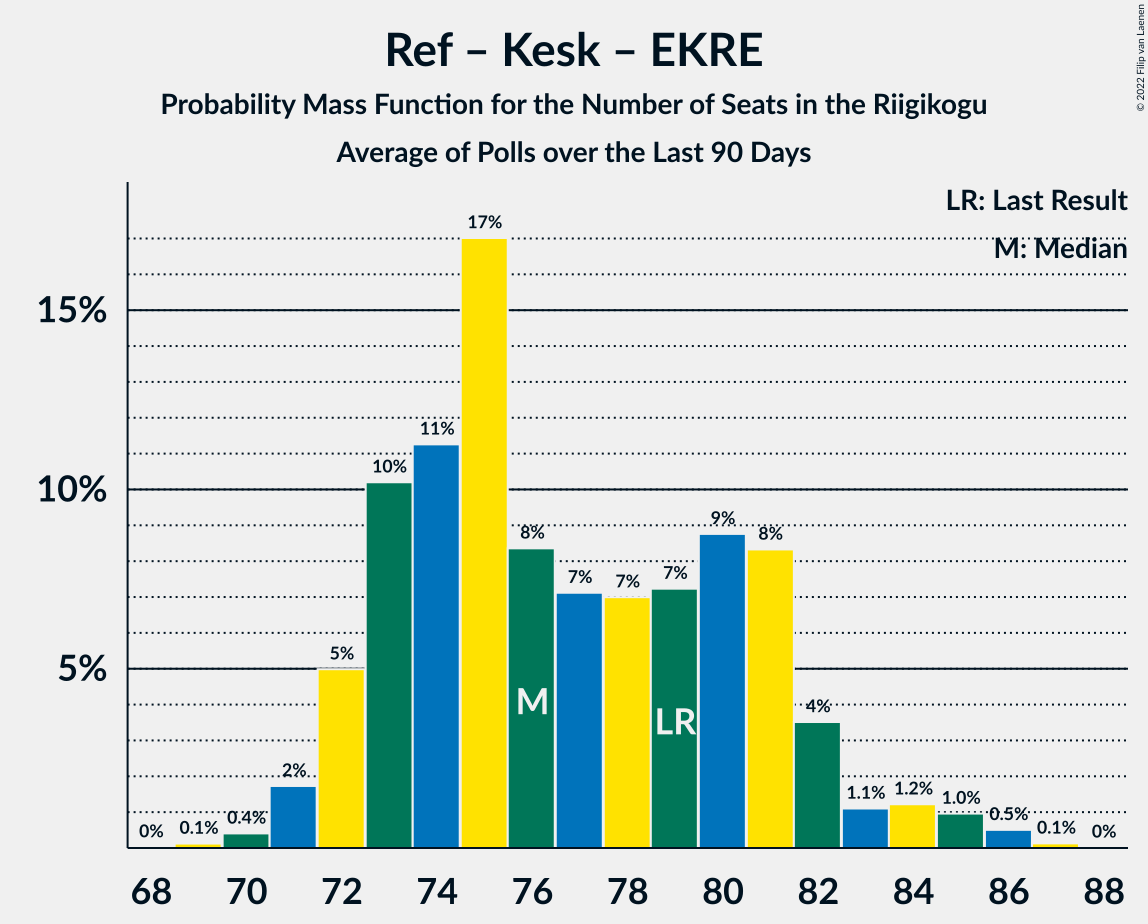 Ref – Kesk – EKRE
Probability Mass Function for the Number of Seats in the Riigikogu
Average of Polls over the Last 90 Days
© 2022 Filip van Laenen
LR: Last Result
M: Median
15%
10%
5%
0%
0.1%
0.4%
2%
5%
10%
11%
17%
8%
7%
7%
7%
9%
8%
4%
1.1%
1.2%
1.0%
0.5%
0.1%
0%
M
LR
68 70 72 74 76 78 80 82 84 86 88